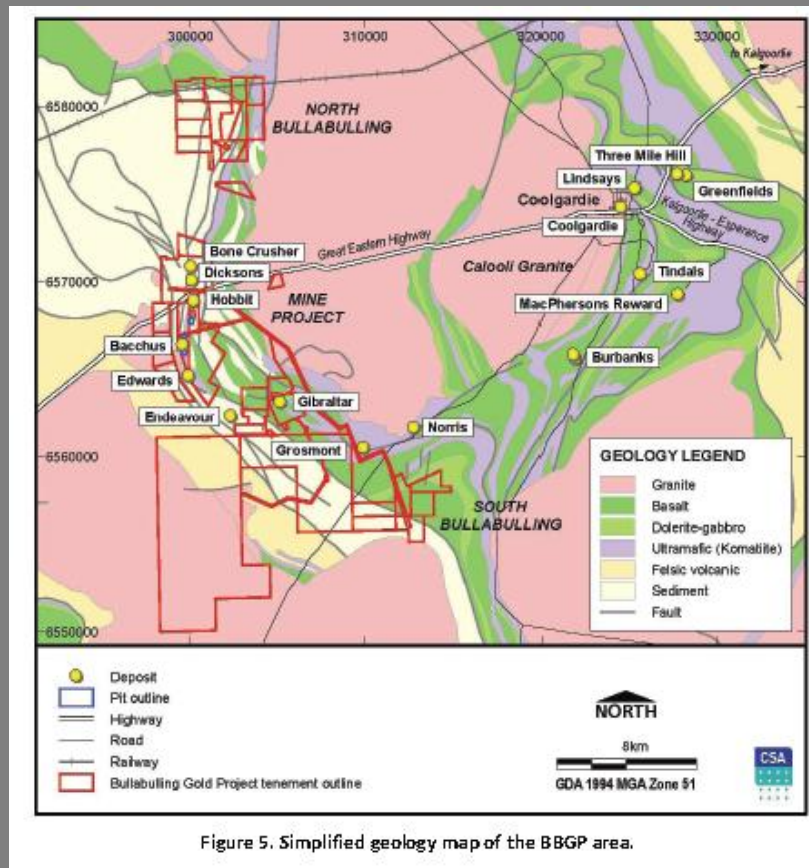 300000
310000
320000
330000
to Kalgoorlie
6580000
NORTH
BULLABULLING
Three Mile Hill
Lindsays
Greenfields
Coolgardie
Coolgardie
Kalgoorlie - Esperance
Highway
Great Eastern Highway
Bone Crusher
Dicksons
6570000
Hobbit
MINE
PROJECT
Calooli Granite
Tindals
MacPhersons Reward
Bacchus
Edwards
Burbanks
Gibraltar
Endeavour
Norris
Grosmont
6560000
SOUTH
BULLABULLING
GEOLOGY LEGEND
Granite
Basalt
Dolerite-gabbro
Ultramafic (Komatiite)
Felsic volcanic
Sediment
Fault
6550000
Deposit
Pit outline
Highway
Road
Railway
Bullabulling Gold Project tenement outline
NORTH
8km
GDA 1994 MGA Zone 51
CSA
Figure 5. Simplified geology map of the BBGP area.